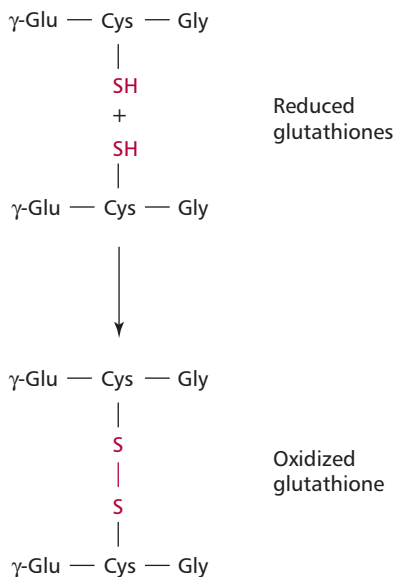 γ-Glu — Cys — Gly
SH
+
SH
Reduced
glutathiones
γ-Glu — Cys — Gly
γ-Glu — Cys — Gly
S
S
Oxidized
glutathione
γ-Glu — Cys — Gly